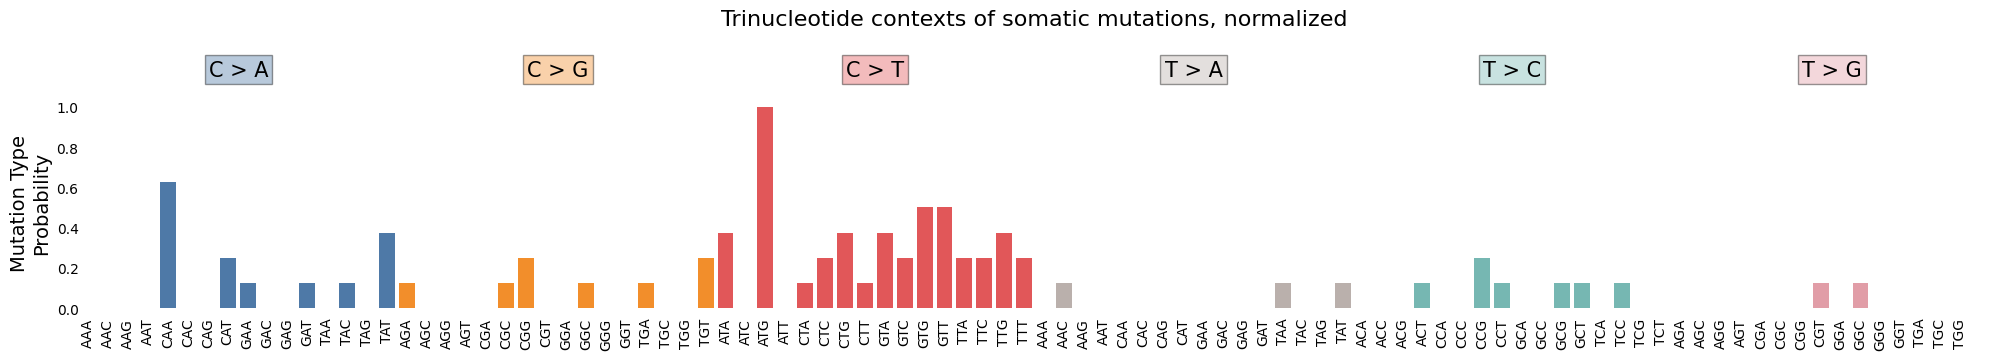 Trinucleotide contexts of somatic mutations, normalized
C > A C > G C > T T > A T > C T > G
Mutation Type
Probability
1.0
0.8
0.6
0.4
0.2
0.0
AAA AAC AAG AAT CAA CAC CAG CAT GAA GAC GAG GAT TAA TAC TAG TAT AGA AGC AGG AGT CGA CGC CGG CGT GGA GGC GGG GGT TGA TGC TGG TGT ATA ATC ATG ATT CTA CTC CTG CTT GTA GTC GTG GTT TTA TTC TTG TTT AAA AAC AAG AAT CAA CAC CAG CAT GAA GAC GAG GAT TAA TAC TAG TAT ACA ACC ACG ACT CCA CCC CCG CCT GCA GCC GCG GCT TCA TCC TCG TCT AGA AGC AGG AGT CGA CGC CGG CGT GGA GGC GGG GGT TGA TGC TGG